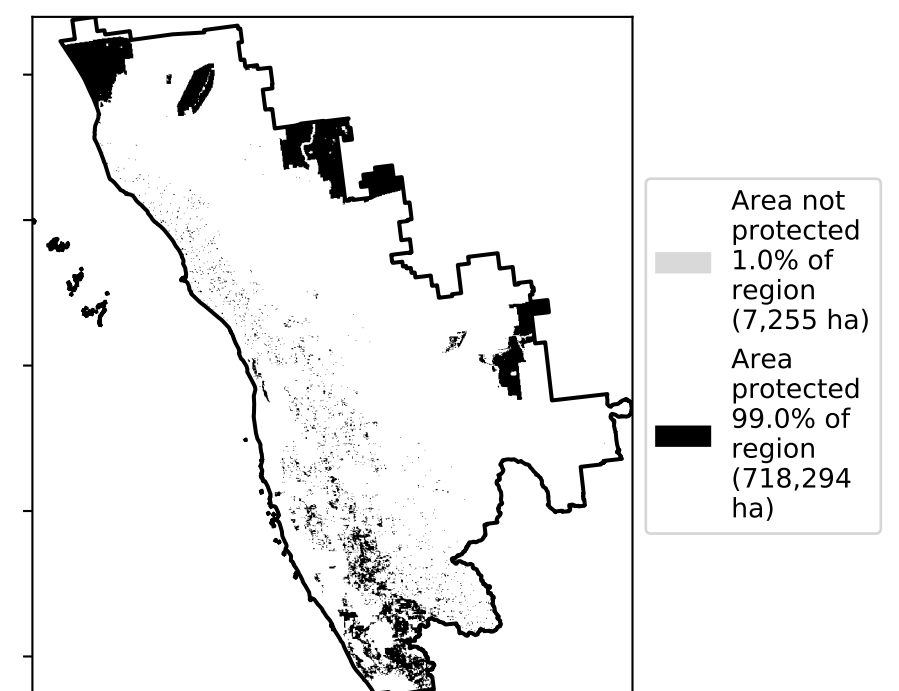 Area not
protected
1.0% of
region
(7,255 ha)
Area
protected
99.0% of
region
(718,294
ha)